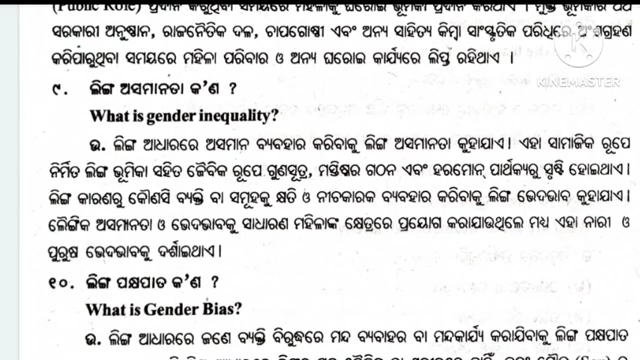 (Public Role) ପ୍ରଦାନ କରୁଥିବା ସମୟରେ ମହିଳାକୁ ଘରୋଇ ଭୂମିକା ପ୍ରଦାନ କରିଥାଏ । ମୁକ୍ତ ଭୂମିକାର ଅର୍ଥ
ସରକାରୀ ଅନୁଷ୍ଠାନ, ରାଜନୈତିକ ଦଳ, ଚାପଗୋଷ୍ଠୀ ଏବଂ ଅନ୍ୟ ସାହିତ୍ୟ କିମ୍ବା ସାଂସ୍କୃତିକ ପରିଧିରେ ଅଂଶଗ୍ରହଣ
କରିପାରୁଥିବା ସମୟରେ ମହିଳା ପରିବାର ଓ ଅନ୍ୟ ଘରୋଇ କାର୍ଯ୍ୟରେ ଲିପ୍ତ ରହିଥାଏ ।
KINEMASTER
୯. ଲିଙ୍ଗ ଅସମାନତା କ'ଣ ?
What is gender inequality?
ଉ. ଲିଙ୍ଗ ଆଧାରରେ ଅସମାନ ବ୍ୟବହାର କରିବାକୁ ଲିଙ୍ଗ ଅସମାନତା କୁହାଯାଏ। ଏହା ସାମାଜିକ ରୂପେ
ନିର୍ମିତ ଲିଙ୍ଗ ଭୂମିକା ସହିତ ଜୈବିକ ରୂପେ ଗୁଣସୂତ୍ର, ମସ୍ତିଷ୍କର ଗଠନ ଏବଂ ହରମୋନ୍ ପାର୍ଥକ୍ୟରୁ ସୃଷ୍ଟି ହୋଇଥାଏ।
ଲିଙ୍ଗ କାରଣରୁ କୌଣସି ବ୍ୟକ୍ତି ବା ସମୂହକୁ କ୍ଷତି ଓ ନୀଚକାରକ ବ୍ୟବହାର କରିବାକୁ ଲିଙ୍ଗ ଭେଦଭାବ କୁହାଯାଏ।
ଲୈଙ୍ଗିକ ଅସମାନତା ଓ ଭେଦଭାବକୁ ସାଧାରଣ ମହିଳାଙ୍କ କ୍ଷେତ୍ରରେ ପ୍ରୟୋଗ କରାଯାଉଥିଲେ ମଧ୍ୟ ଏହା ନାରୀ ଓ
ପୁରୁଷ ଭେଦଭାବକୁ ଦର୍ଶାଇଥାଏ।
୧୦. ଲିଙ୍ଗ ପକ୍ଷପାତ କ'ଣ ?
What is Gender Bias?
ଉ. ଲିଙ୍ଗ ଆଧାରରେ ଜଣେ ବ୍ୟକ୍ତି ବିରୁଦ୍ଧରେ ମନ୍ଦ ବ୍ୟବାହର ବା ମନ୍ଦକାର୍ଯ୍ୟ କରାଯିବାକୁ ଲିଙ୍ଗ ପକ୍ଷପାତ